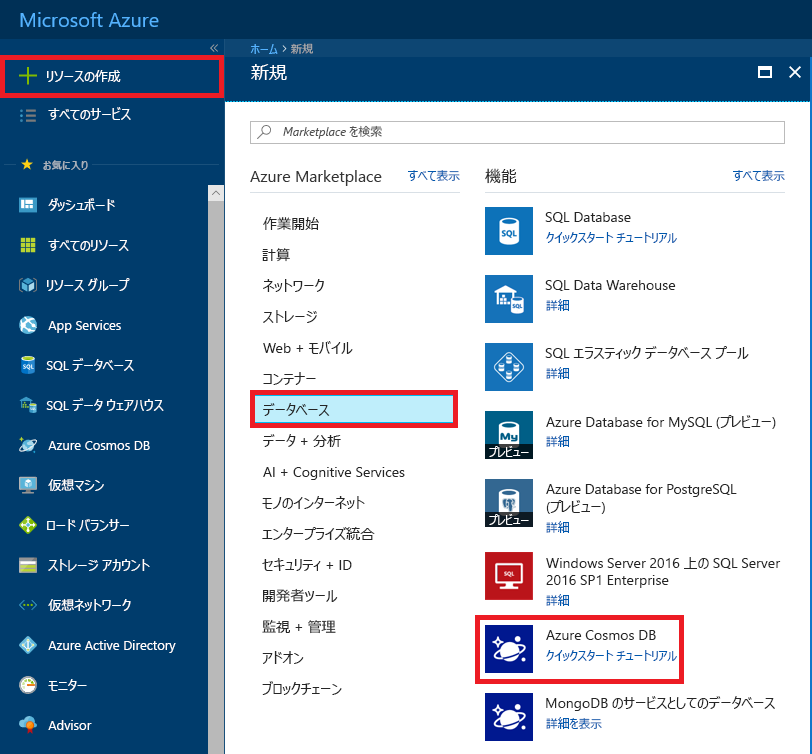 Microsoft Azure
«
リソースの作成
すべてのサービス
お気に入り
ダッシュボード
すべてのリソース
リソース グループ
App Services
SQL データベース
SQL データ ウェアハウス
Azure Cosmos DB
仮想マシン
ロード バランサー
ストレージ アカウント
仮想ネットワーク
Azure Active Directory
モニター
Advisor
ホーム > 新規
新規
Marketplace を検索
Azure Marketplace すべて表示
作業開始
計算
ネットワーク
ストレージ
Web + モバイル
コンテナー
データベース
データ + 分析
AI + Cognitive Services
モノのインターネット
エンタープライズ統合
セキュリティ + ID
開発者ツール
監視 + 管理
アドオン
ブロックチェーン
機能 すべて表示
SQL
SQL Database
クイックスタート チュートリアル
SQL
SQL Data Warehouse
詳細
SQL エラスティック データベース プール
詳細
My
プレビュー
Azure Database for MySQL (プレビュー)
詳細
プレビュー
Azure Database for PostgreSQL
(プレビュー)
詳細
SQL
Windows Server 2016 上の SQL Server
2016 SP1 Enterprise
詳細
Azure Cosmos DB
クイックスタート チュートリアル
MongoDB のサービスとしてのデータベース
詳細を表示